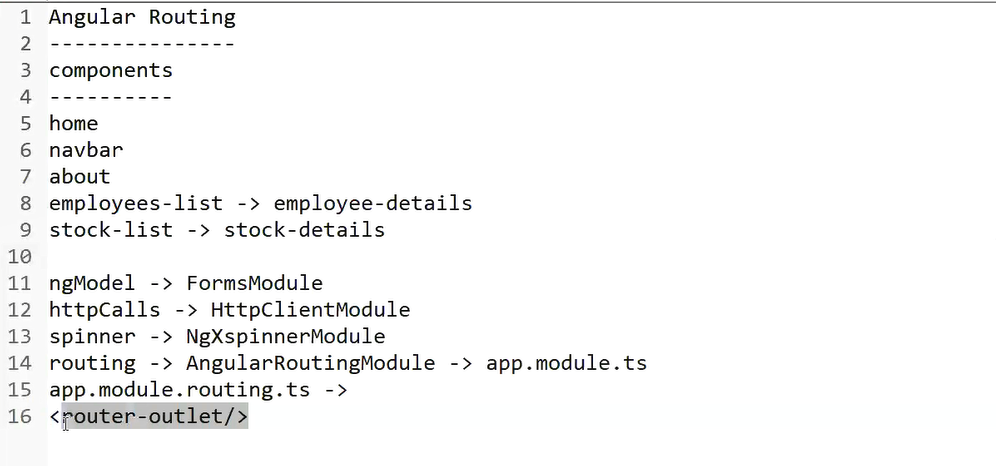 1 Angular Routing
2 ---------------
3 components
4 ----------
5 home
6 navbar
7 about
8 employees-list -> employee-details
9 stock-list -> stock-details
10
11 ngModel -> FormsModule
12 httpCalls -> HttpClientModule
13 spinner -> NgXspinnerModule
14 routing -> AngularRoutingModule -> app.module.ts
15 app.module.routing.ts ->
16 <router-outlet/>